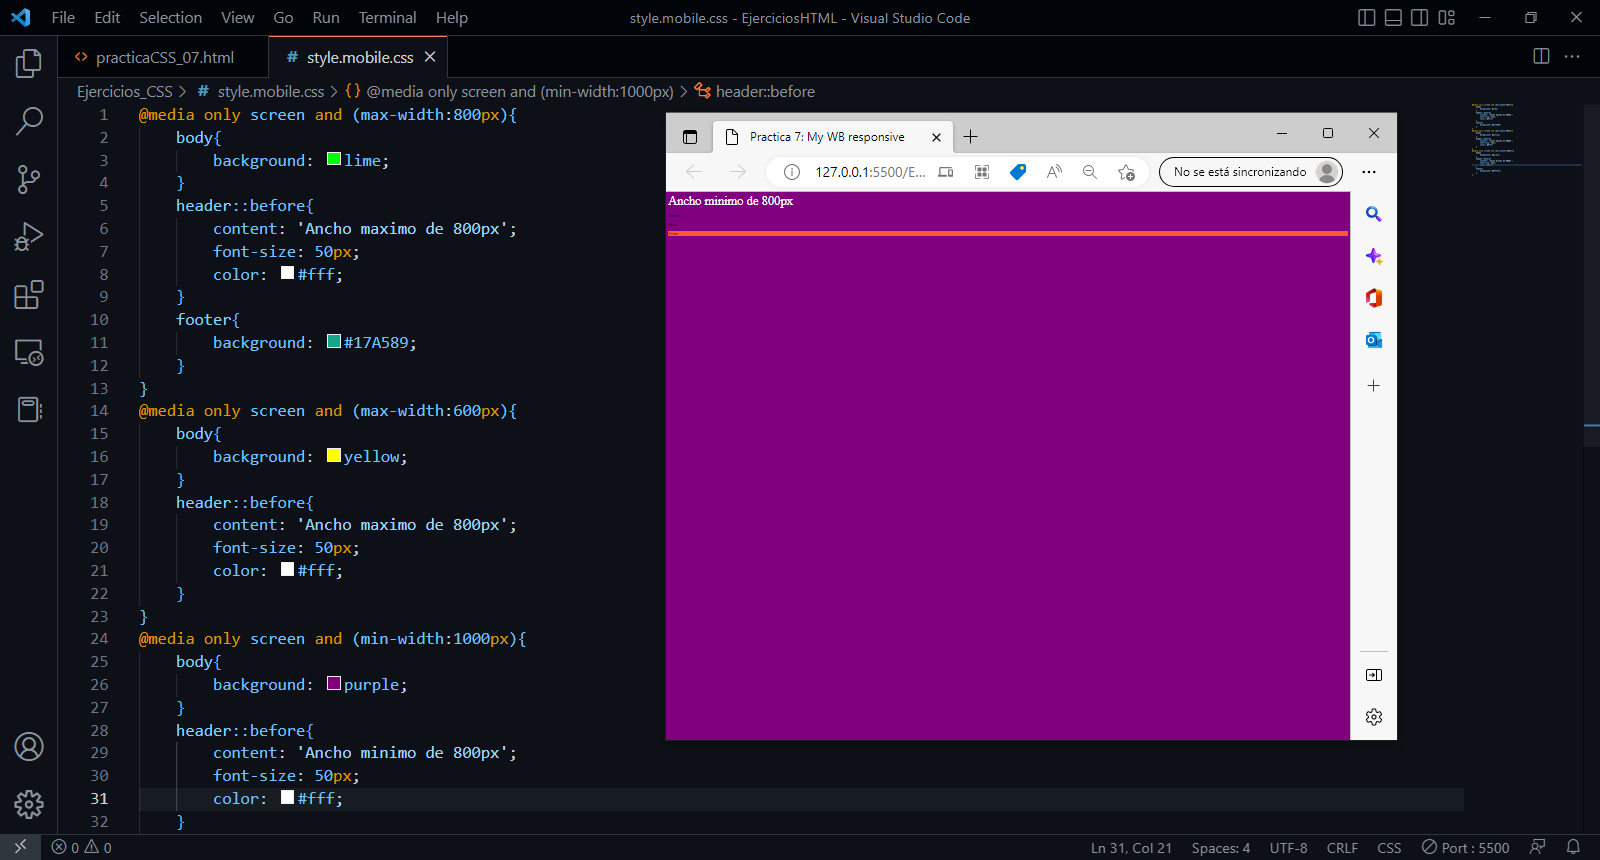 File Edit Selection View Go Run Terminal Help style.mobile.css - EjerciciosHTML - Visual Studio Code
<> practicaCSS_07.html # style.mobile.css
Ejercicios_CSS > # style.mobile.css > {} @media only screen and (min-width:1000px) > header::before
1 @media only screen and (max-width:800px){
2 body{
3 background: lime;
4 }
5 header::before{
6 content: 'Ancho maximo de 800px';
7 font-size: 50px;
8 color: #fff;
9 }
10 footer{
11 background: #17A589;
12 }
13 }
14 @media only screen and (max-width:600px){
15 body{
16 background: yellow;
17 }
18 header::before{
19 content: 'Ancho maximo de 800px';
20 font-size: 50px;
21 color: #fff;
22 }
23 }
24 @media only screen and (min-width:1000px){
25 body{
26 background: purple;
27 }
28 header::before{
29 content: 'Ancho minimo de 800px';
30 font-size: 50px;
31 color: #fff;
32 }
Practica 7: My WB responsive
127.0.0.1:5500/E... No se está sincronizando
Ancho minimo de 800px
0 0 Ln 31, Col 21 Spaces: 4 UTF-8 CRLF CSS Port : 5500